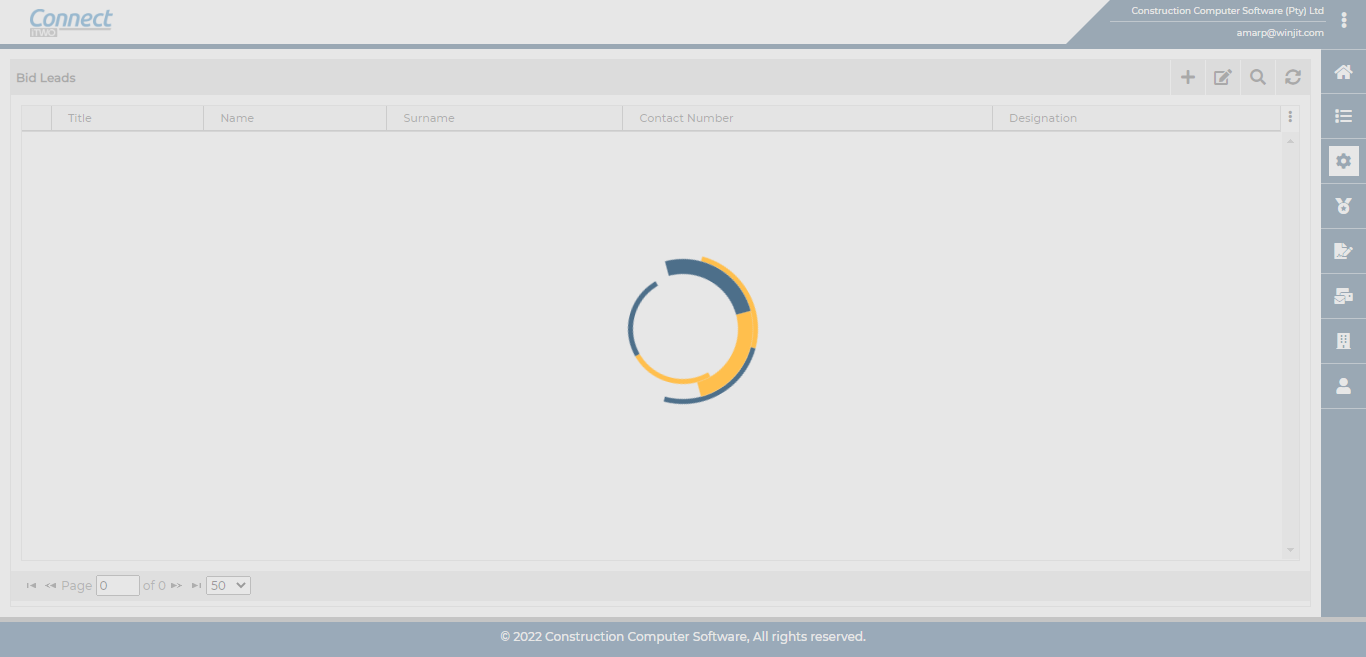 Connect
iTWO
Construction Computer Software (Pty) Ltd
amarp@winjit.com
Bid Leads
Title Name Surname Contact Number Designation
Page 0 of 0 50
© 2022 Construction Computer Software, All rights reserved.